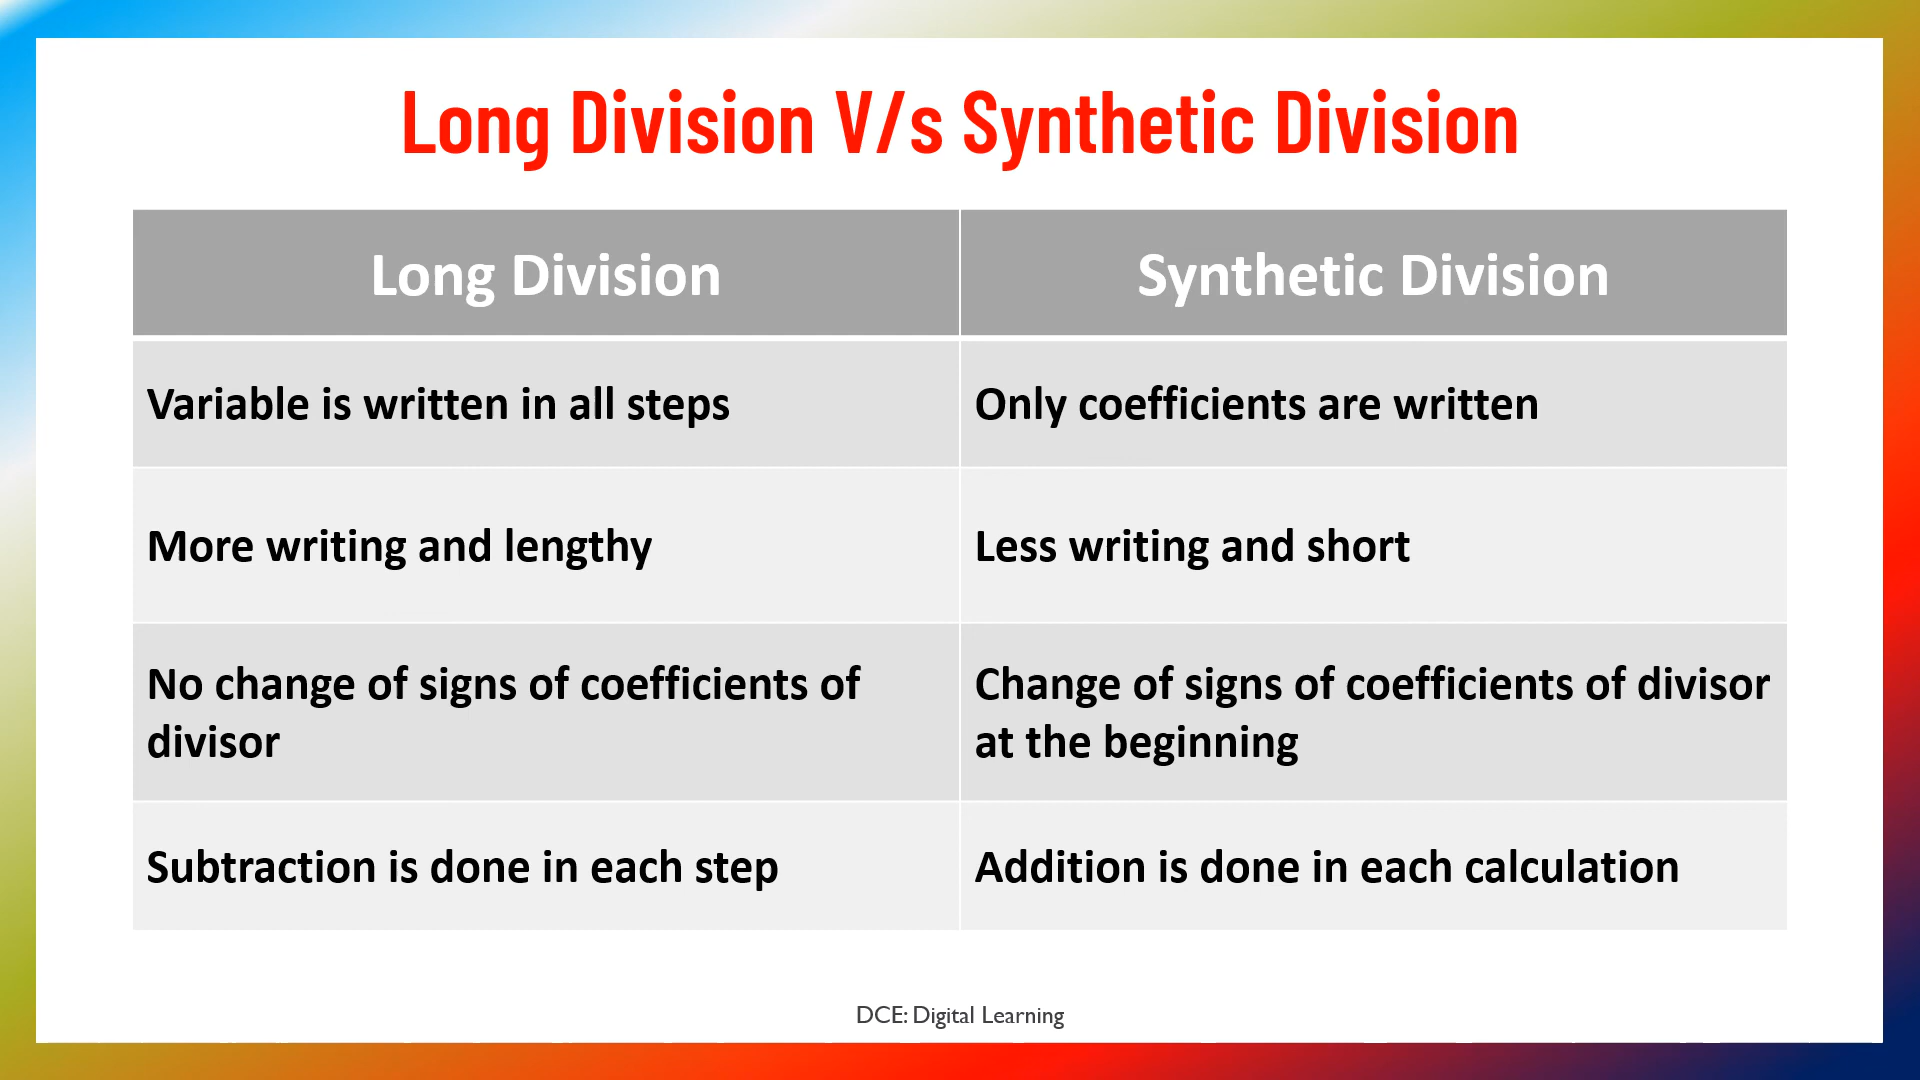 Long Division V/s Synthetic Division
Long Division
Synthetic Division
Variable is written in all steps
Only coefficients are written
More writing and lengthy
Less writing and short
No change of signs of coefficients of
divisor
Change of signs of coefficients of divisor
at the beginning
Subtraction is done in each step
Addition is done in each calculation
DCE: Digital Learning